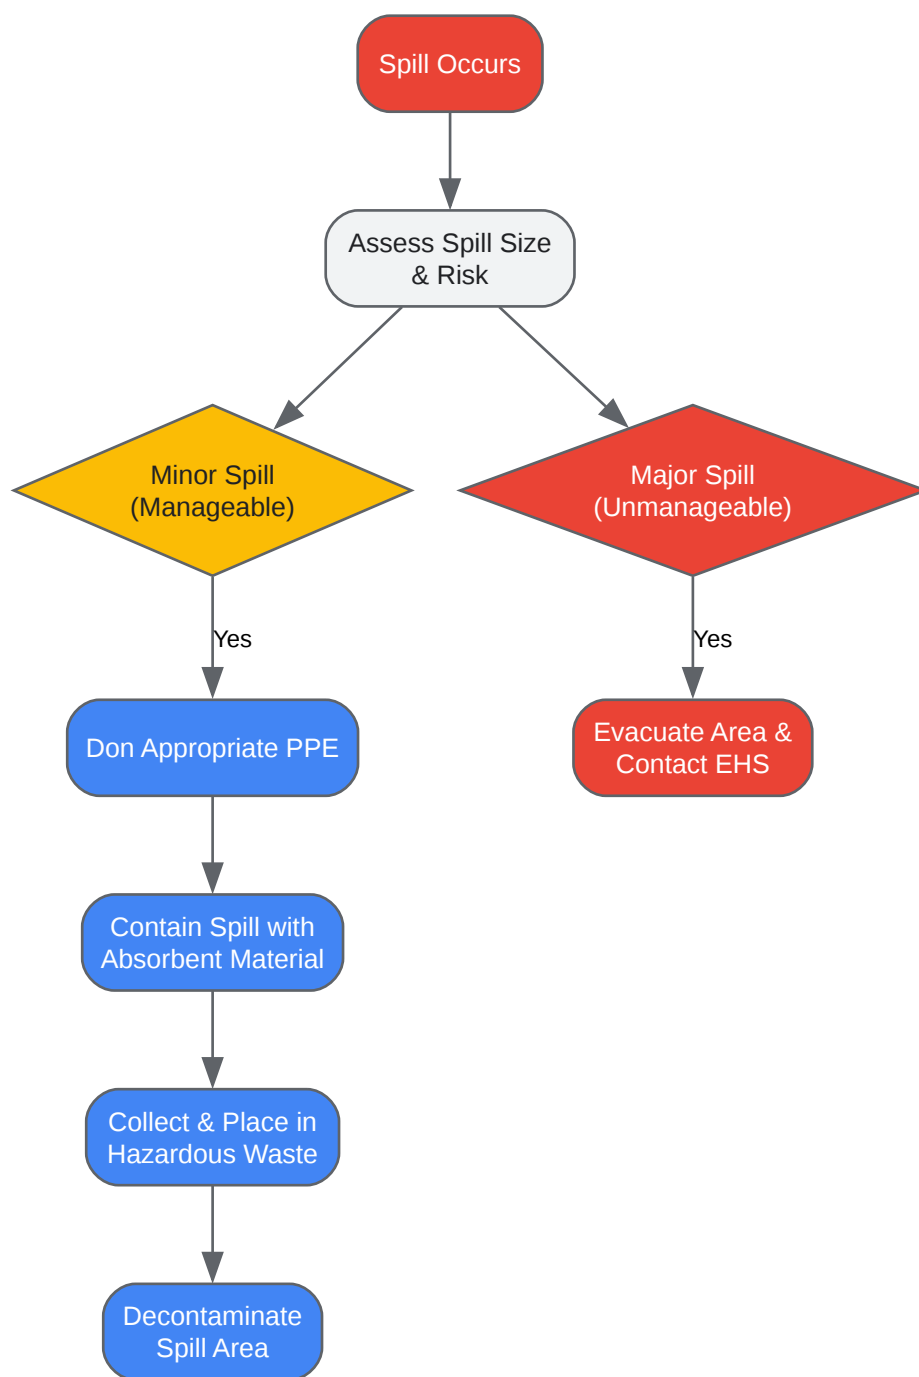 Spill Occurs
Assess Spill Size
& Risk
Minor Spill
(Manageable)
Major Spill
(Unmanageable)
Yes
Yes
Don Appropriate PPE
Evacuate Area &
Contact EHS
Contain Spill with
Absorbent Material
Collect & Place in
Hazardous Waste
Decontaminate
Spill Area